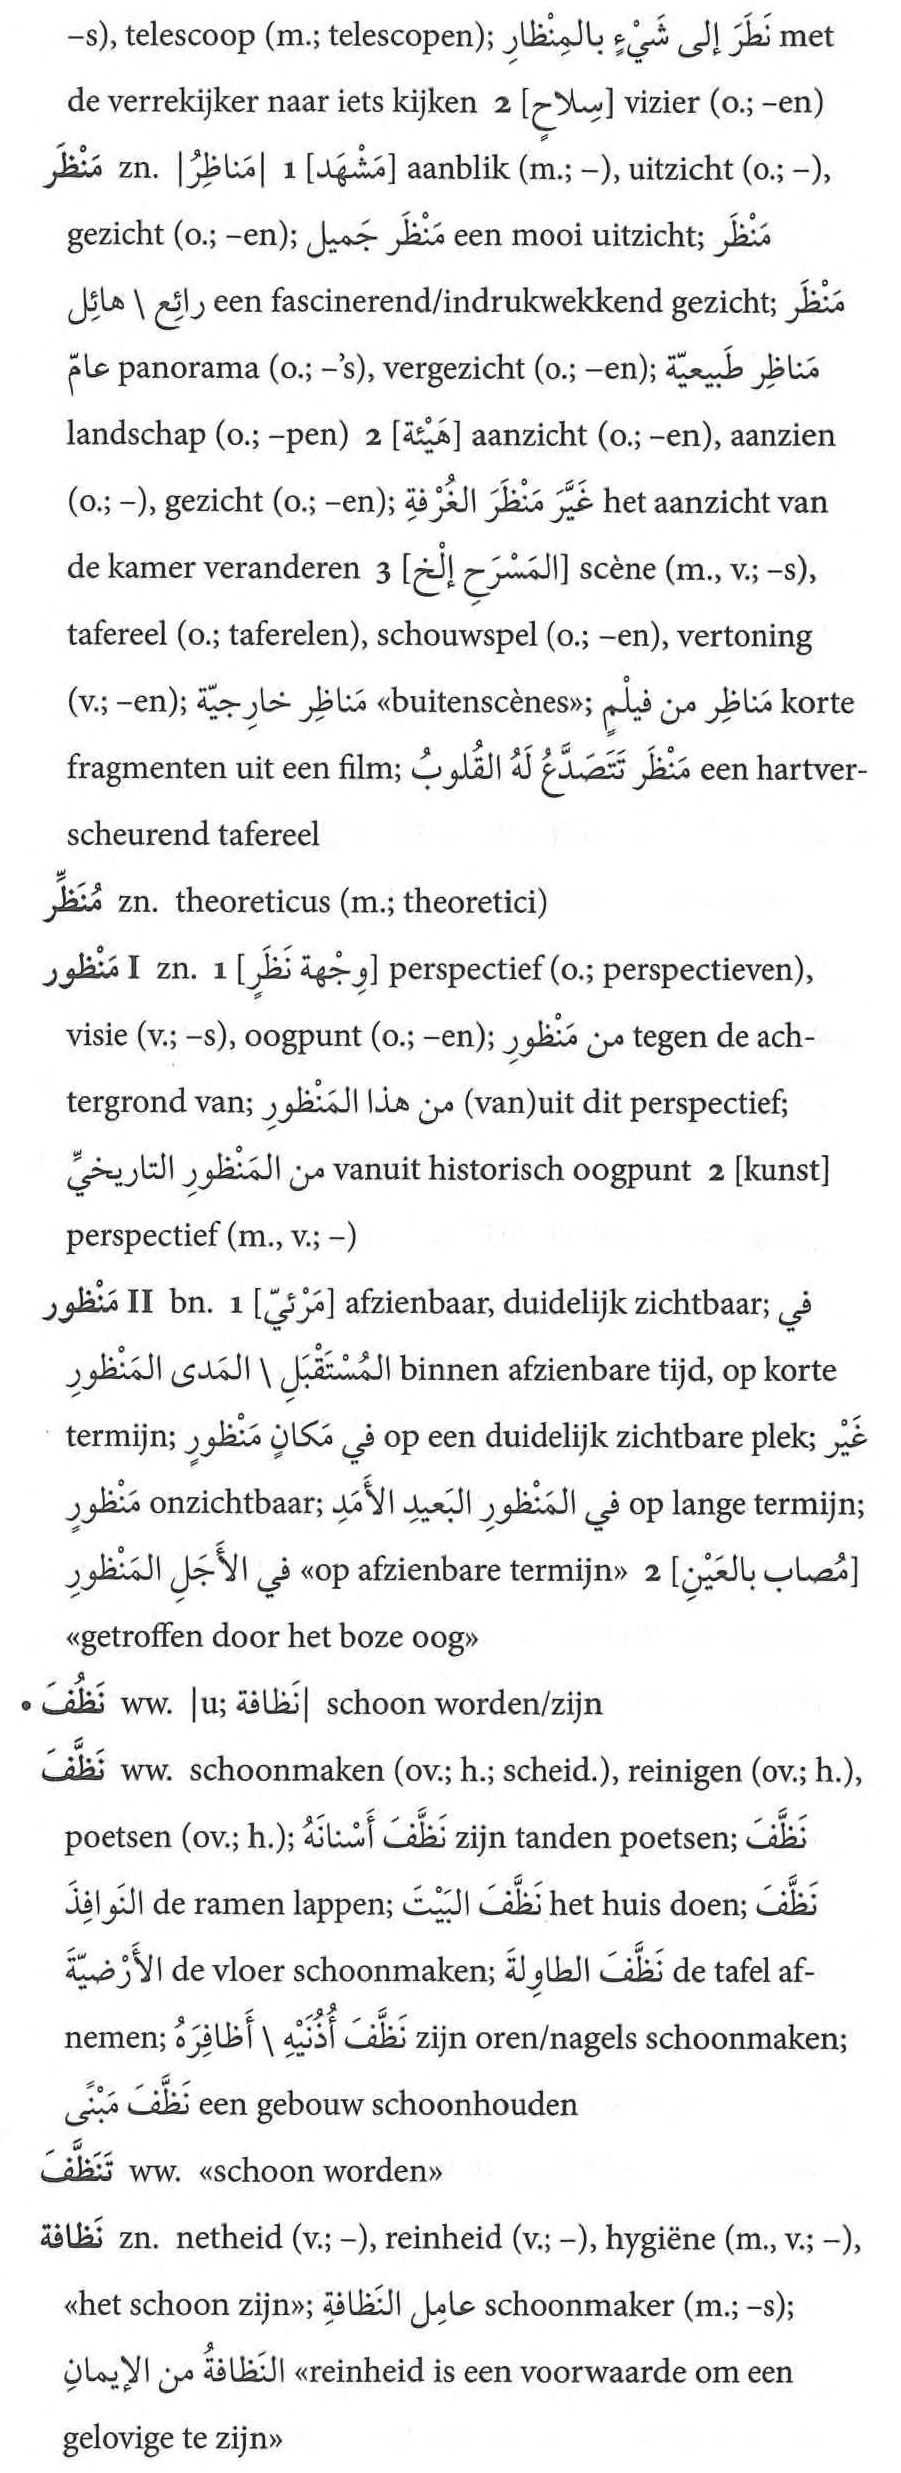 –s), telescoop (m.; telescopen); نَظَرَ إلى شَيْءٍ بالمِنْظارِ met
de verrekijker naar iets kijken 2 [سِلاحٍ] vizier (o.; –en)
مَنْظَر zn. |مَناظِرُ| 1 [مَشْهَد] aanblik (m.; –), uitzicht (o.; –),
gezicht (o.; –en); مَنْظَر جَميل een mooi uitzicht; مَنْظَر
رائِع \ هائِل een fascinerend/indrukwekkend gezicht; مَنْظَر
عامّ panorama (o.; –’s), vergezicht (o.; –en); مَناظِر طَبيعيّة
landschap (o.; –pen) 2 [هَيْئة] aanzicht (o.; –en), aanzien
(o.; –), gezicht (o.; –en); غَيَّرَ مَنْظَرَ الغُرْفةِ het aanzicht van
de kamer veranderen 3 [المَسْرَحِ إلْخ] scène (m., v.; –s),
tafereel (o.; taferelen), schouwspel (o.; –en), vertoning
(v.; –en); مَناظِر خارِجيّة «buitenscènes»; مَناظِر من فيلْمٍ korte
fragmenten uit een film; مَنْظَر تَتَصَدَّعُ لَهُ القُلوبُ een hartver-
scheurend tafereel
مُنَظِّر zn. theoreticus (m.; theoretici)
مَنْظور I zn. 1 [وِجْهة نَظَرٍ] perspectief (o.; perspectieven),
visie (v.; –s), oogpunt (o.; –en); من مَنْظورِ tegen de ach-
tergrond van; من هذا المَنْظورِ (van)uit dit perspectief;
من المَنْظورِ التاريخيِّ vanuit historisch oogpunt 2 [kunst]
perspectief (m., v.; –)
مَنْظور II bn. 1 [مَرْئيّ] afzienbaar, duidelijk zichtbaar; في
المُسْتَقْبَلِ \ المَدى المَنْظورِ binnen afzienbare tijd, op korte
termijn; في مَكانٍ مَنْظورٍ op een duidelijk zichtbare plek; غَيْر
مَنْظورٍ onzichtbaar; في المَنْظورِ البَعيدِ الأَمَدِ op lange termijn;
في الأَجَلِ المَنْظورِ «op afzienbare termijn» 2 [مُصاب بالعَيْنِ]
«getroffen door het boze oog»
• نَظُفَ ww. |u; نَظافة| schoon worden/zijn
نَظَّفَ ww. schoonmaken (ov.; h.; scheid.), reinigen (ov.; h.),
poetsen (ov.; h.); نَظَّفَ أَسْنانَهُ zijn tanden poetsen; نَظَّفَ
النَوافِذَ de ramen lappen; نَظَّفَ البَيْتَ het huis doen; نَظَّفَ
الأَرْضيّةَ de vloer schoonmaken; نَظَّفَ الطاوِلةَ de tafel af-
nemen; نَظَّفَ أُذُنَيْهِ \ أَظافِرَهُ zijn oren/nagels schoonmaken;
نَظَّفَ مَبْنًى een gebouw schoonhouden
تَنَظَّفَ ww. «schoon worden»
نَظافة zn. netheid (v.; –), reinheid (v.; –), hygiëne (m., v.; –),
«het schoon zijn»; عامِل النَظافةِ schoonmaker (m.; –s);
النَظافةُ من الإيمانِ «reinheid is een voorwaarde om een
gelovige te zijn»